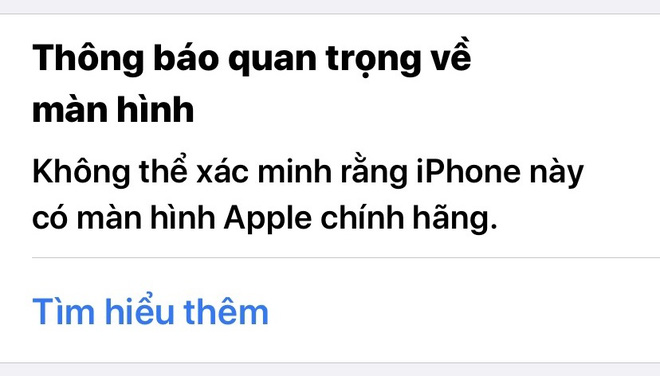 Thông báo quan trọng về
màn hình
Không thể xác minh rằng iPhone này
có màn hình Apple chính hãng.
Tìm hiểu thêm